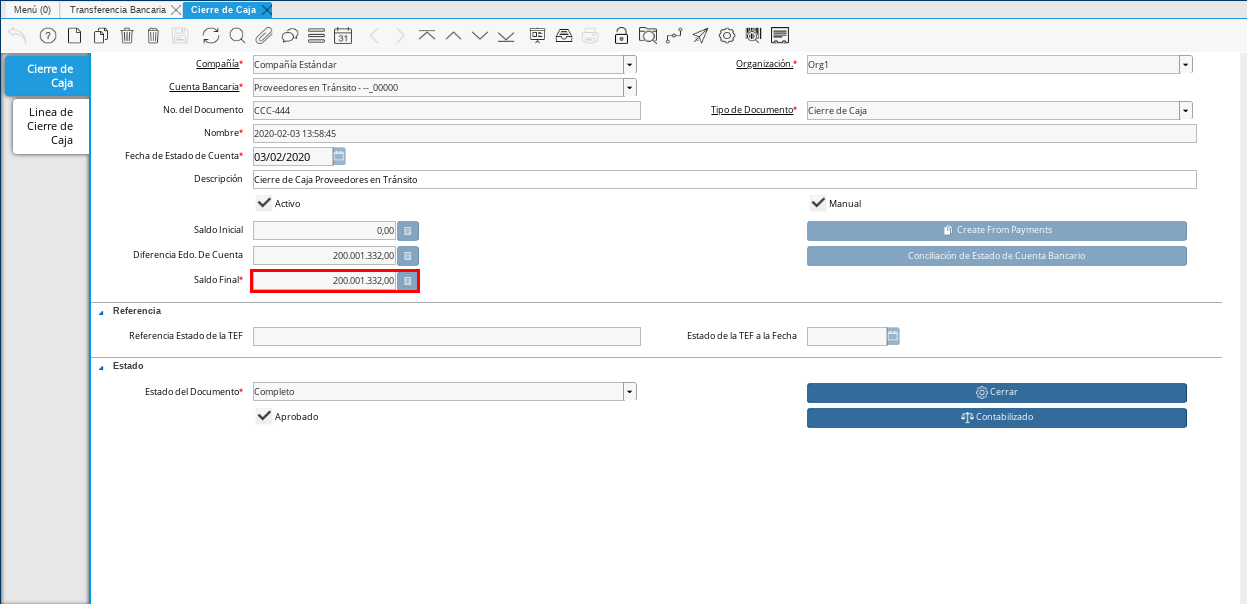 Menú (0) Transferencia Bancaria Cierre de Caja
31
Cierre de
Caja
Linea de
Cierre de
Caja
Compañía* Compañía Estándar Organización.* Org1
Cuenta Bancaria* Proveedores en Tránsito - --_00000
No. del Documento CCC-444 Tipo de Documento* Cierre de Caja
Nombre* 2020-02-03 13:58:45
Fecha de Estado de Cuenta* 03/02/2020
Descripción Cierre de Caja Proveedores en Tránsito
Activo Manual
Saldo Inicial 0,00 Create From Payments
Diferencia Edo. De Cuenta 200.001.332,00 Conciliación de Estado de Cuenta Bancario
Saldo Final* 200.001.332,00
Referencia
Referencia Estado de la TEF Estado de la TEF a la Fecha
Estado
Estado del Documento* Completo Cerrar
Aprobado Contabilizado